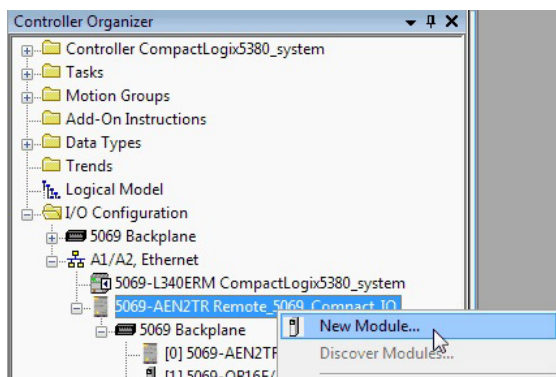 Controller Organizer
Controller CompactLogix5380_system
Tasks
Motion Groups
Add-On Instructions
Data Types
Trends
Logical Model
I/O Configuration
5069 Backplane
A1/A2, Ethernet
5069-L340ERM CompactLogix5380_system
5069-AEN2TR Remote_5069_Compact_IO
New Module...
5069 Backplane
Discover Modules...
[0] 5069-AEN2TR
[1] 5069-OB16F/